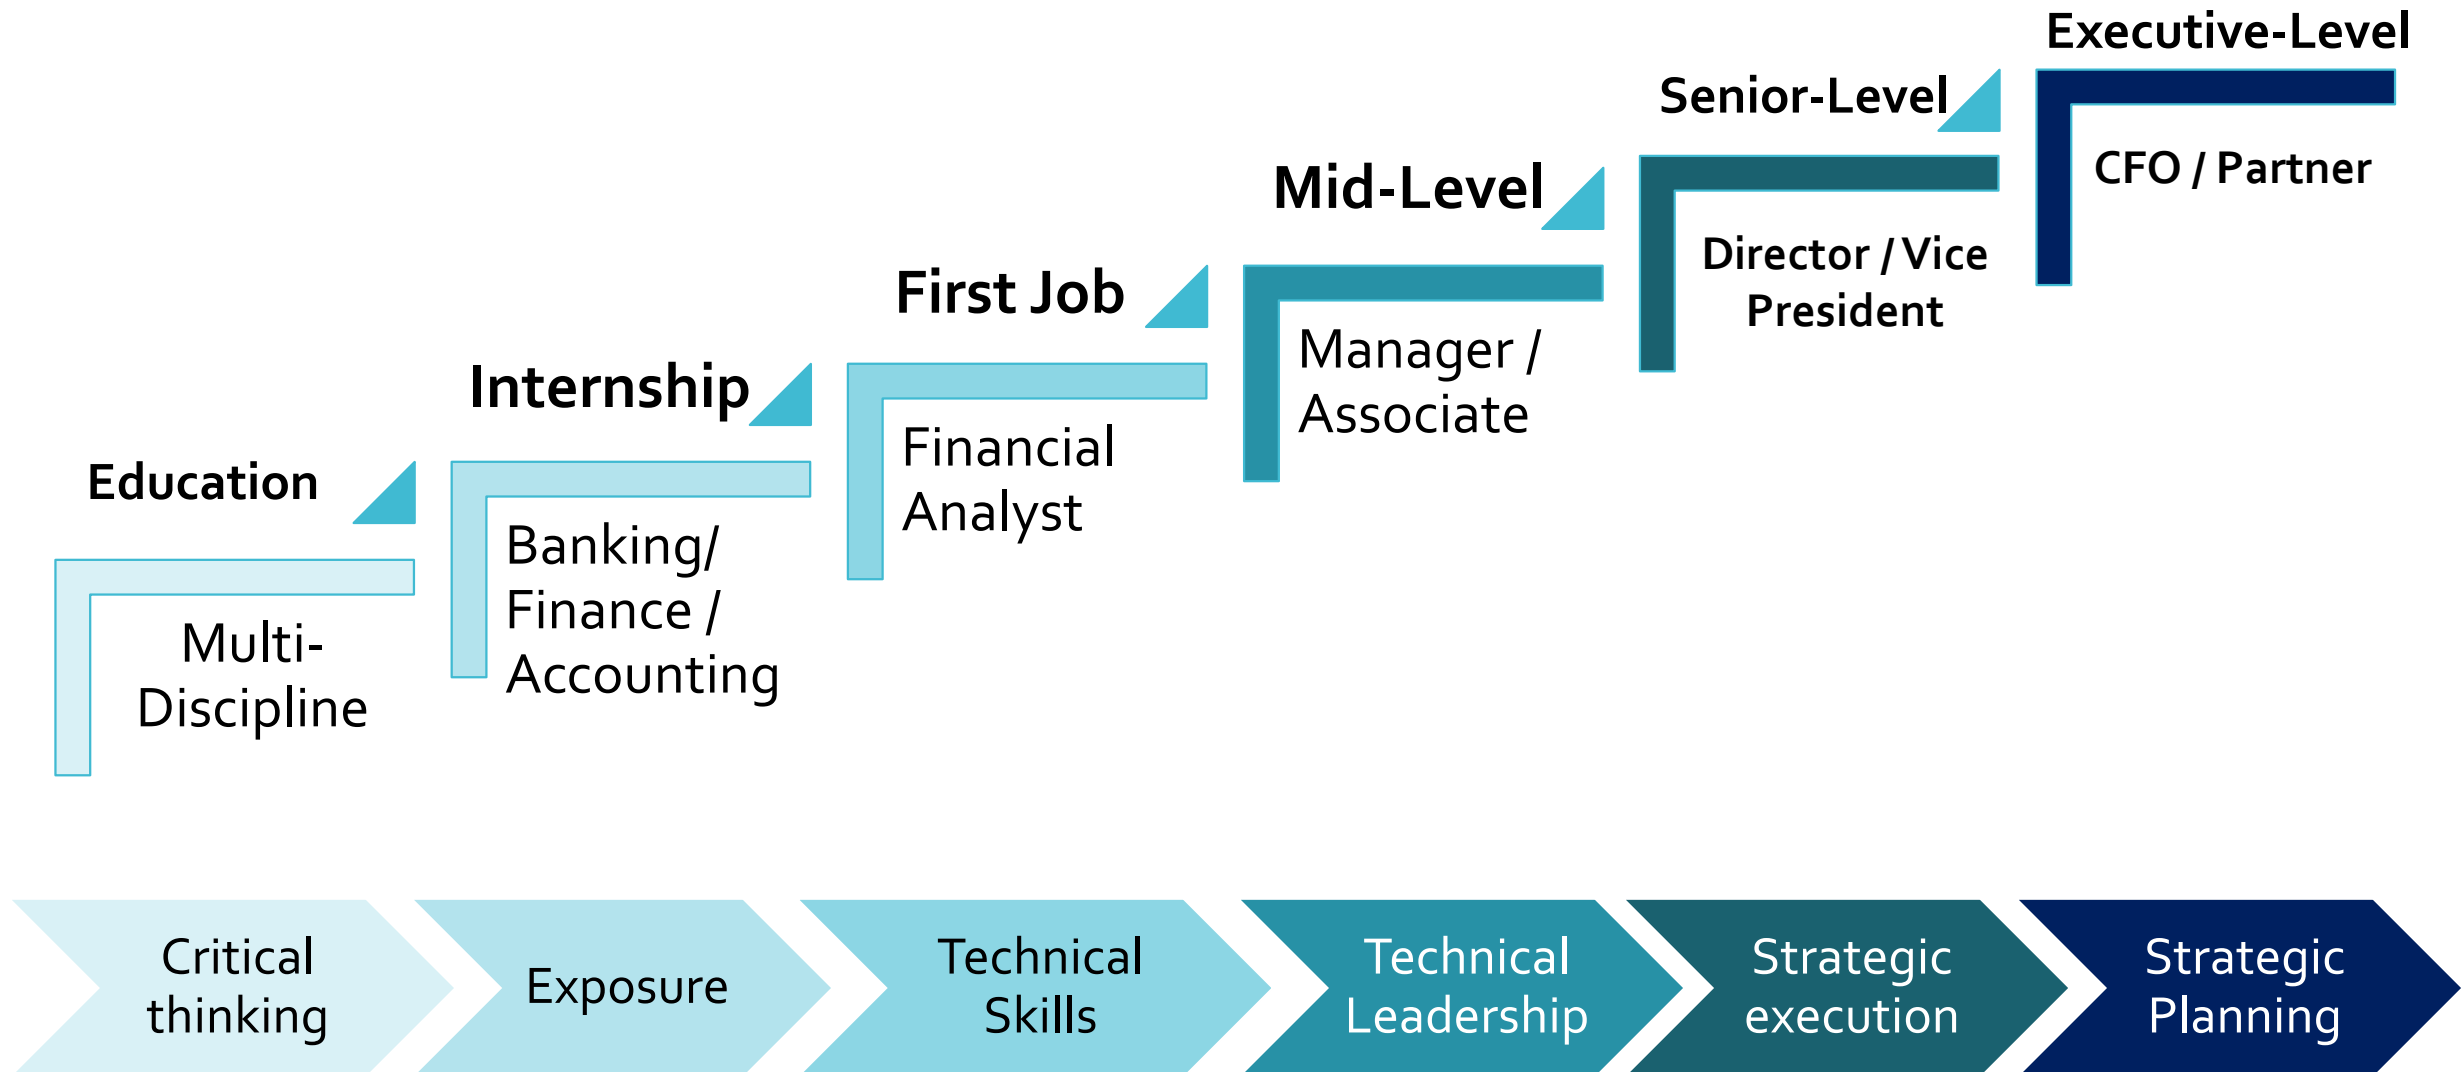 Education
Multi-
Discipline
Internship
Banking/
Finance /
Accounting
First Job
Financial
Analyst
Mid-Level
Manager /
Associate
Senior-Level
Director / Vice
President
Executive-Level
CFO / Partner
Critical
thinking
Exposure
Technical
Skills
Technical
Leadership
Strategic
execution
Strategic
Planning